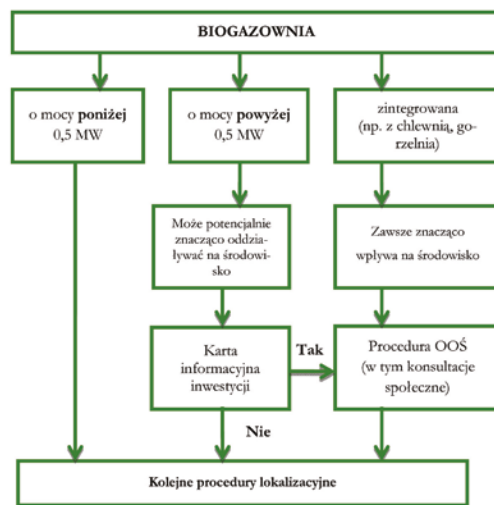 BIOGAZOWNIA
o mocy poniżej
0,5 MW
o mocy powyżej
0,5 MW
zintegrowana
(np. z chlewnią, go-
rzelnia)
Może potencjalnie
znacząco oddzia-
ływać na środowi-
sko
Zawsze znacząco
wpływa na środowisko
Karta
informacyjna
inwestycji
Tak
Procedura OOŚ
(w tym konsultacje
społeczne)
Nie
Kolejne procedury lokalizacyjne